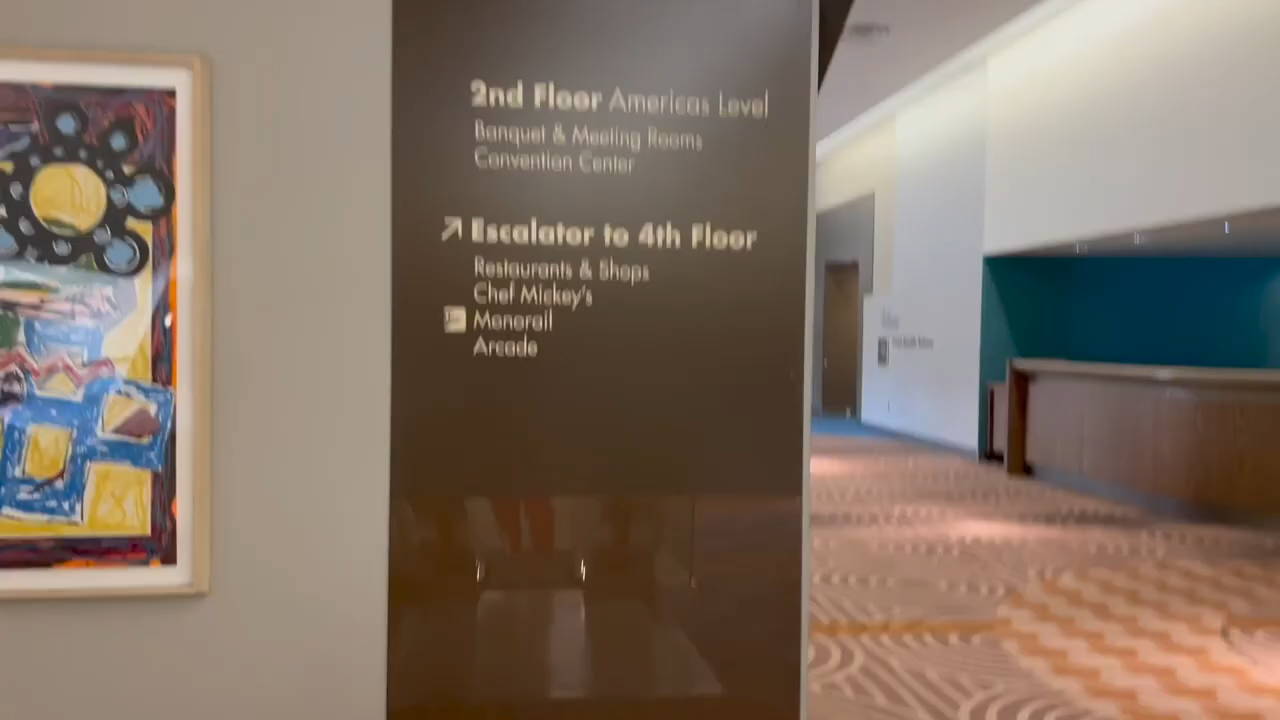 2nd Floor Americas Level
Banquet & Meeting Rooms
Convention Center
Escalator to 4th Floor
Restaurants & Shops
Chef Mickey's
Monorail
Arcade